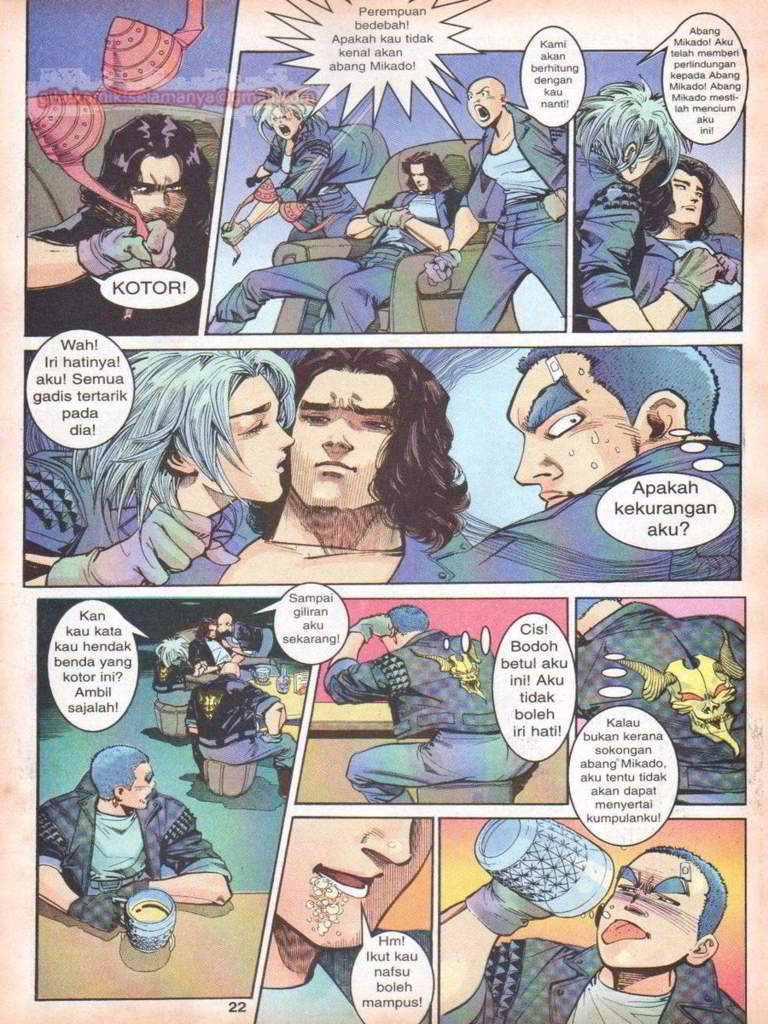 KOTOR!
Perempuan
bedebah!
Apakah kau tidak
kenal akan
abang Mikado!
Kami
akan
berhitung
dengan
kau
nanti!
Abang
Mikado! Aku
telah memberi
perlindungan
kepada Abang
Mikado! Abang
Mikado mesti-
lah mencium
aku
ini!
Wah!
Iri hatinya!
aku! Semua
gadis tertarik
pada
dia!
Apakah
kekurangan
aku?
Kan
kau kata
kau hendak
benda yang
kotor ini?
Ambil
sajalah!
Sampai
giliran
aku
sekarang!
Cis!
Bodoh
betul aku
ini! Aku
tidak
boleh
iri hati!
Kalau
bukan kerana
sokongan
abang Mikado,
aku tentu tidak
akan dapat
menyertai
kumpulanku!
Hm!
Ikut kau
nafsu
boleh
mampus!
22